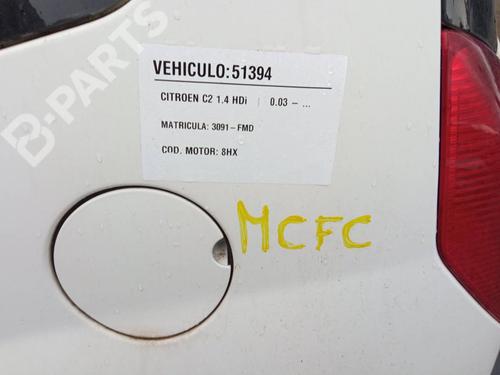 B-PARTS
VEHICULO:51394
CITROEN C2 1.4 HDi | 0.03 - ...
MATRICULA: 3091-FMD
COD. MOTOR: 8HX
MCFC